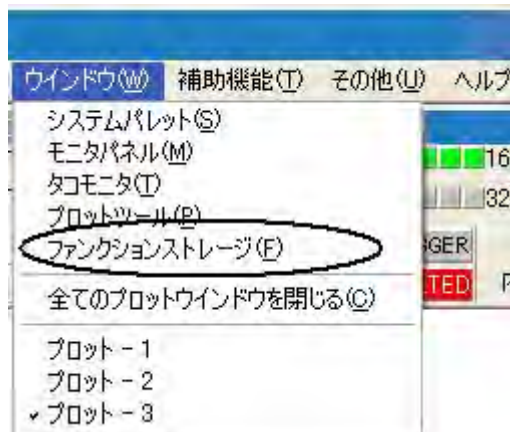 ウインドウ(W) 補助機能(T) その他(U) ヘルプ
システムパレット(S)
モニタパネル(M)
タコモニタ(T)
プロットツール(P)
ファンクションストレージ(F)
全てのプロットウインドウを閉じる(C)
プロット - 1
プロット - 2
プロット - 3
16
32
GGER
TED